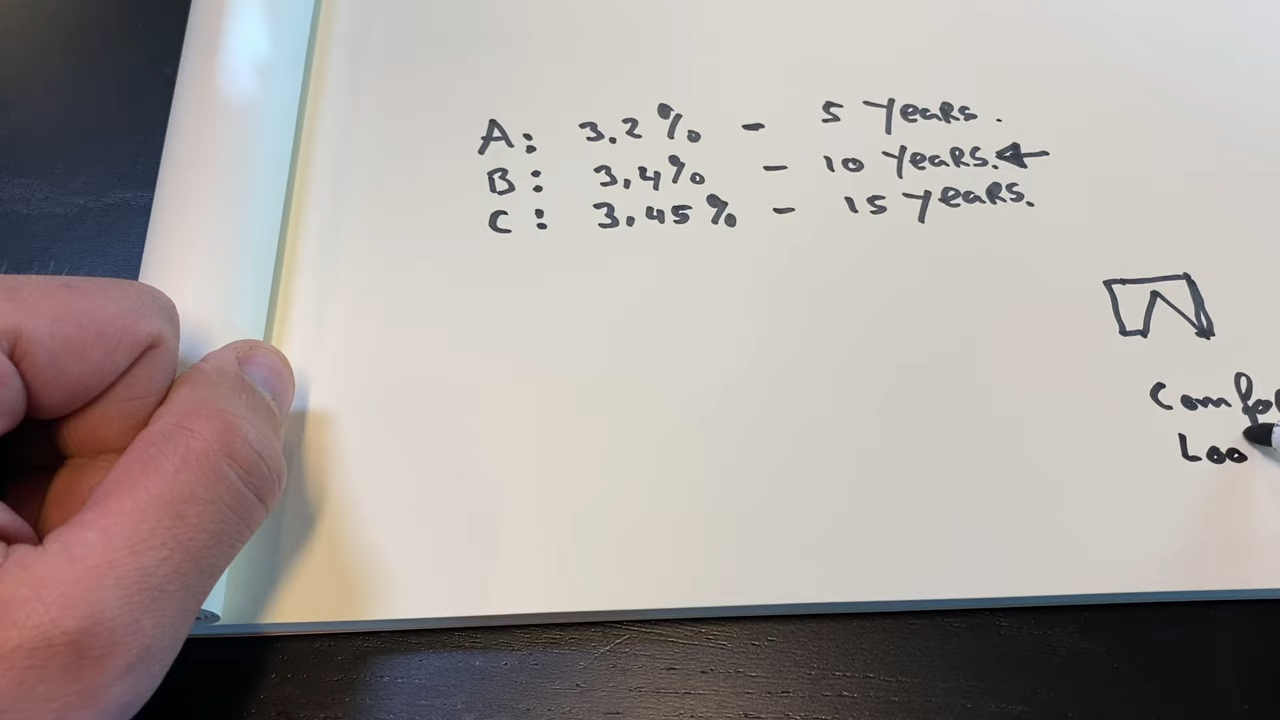 A: 3.2% - 5 Years.
B: 3,4% - 10 Years.
C: 3.45% - 15 Years.